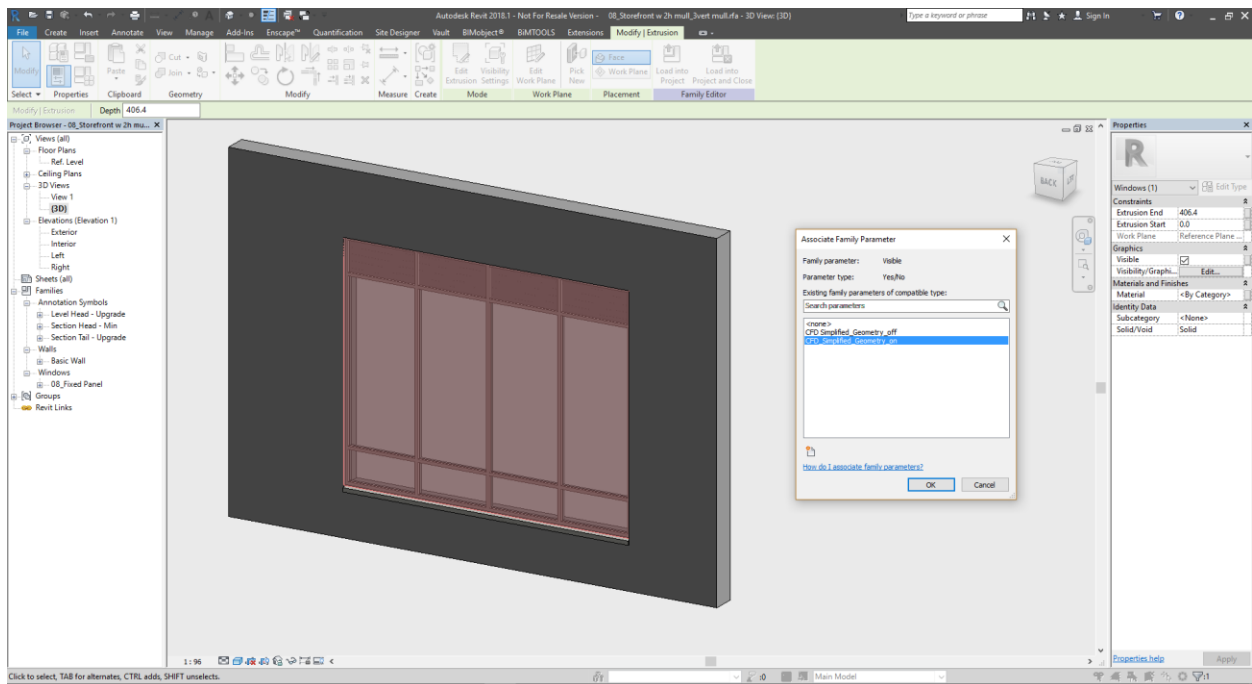 Autodesk Revit 2018.1 - Not For Resale Version - 08_Storefront w 2h mull_3vert mull.rfa - 3D View: {3D}
Type a keyword or phrase
Sign In
File Create Insert Annotate View Manage Add-Ins Enscape™ Quantification Site Designer Vault BIMobject® BiMTOOLS Extensions Modify | Extrusion
Modify
Paste
Cut
Join
Edit Extrusion
Visibility Settings
Edit Work Plane
Pick New
Face
Work Plane
Load into Project
Load into Project and Close
Select Properties Clipboard Geometry Modify Measure Create Mode Work Plane Placement Family Editor
Modify | Extrusion Depth 406.4
Project Browser - 08_Storefront w 2h mu...
Views (all)
Floor Plans
Ref. Level
Ceiling Plans
3D Views
View 1
{3D}
Elevations (Elevation 1)
Exterior
Interior
Left
Right
Sheets (all)
Families
Annotation Symbols
Level Head - Upgrade
Section Head - Min
Section Tail - Upgrade
Walls
Basic Wall
Windows
08_Fixed Panel
Groups
Revit Links
BACK
Associate Family Parameter
Family parameter: Visible
Parameter type: Yes/No
Existing family parameters of compatible type:
Search parameters
<none>
CFD Simplified_Geometry_off
CFD_Simplified_Geometry_on
How do I associate family parameters?
OK Cancel
Properties
R
Windows (1) Edit Type
Constraints
Extrusion End 406.4
Extrusion Start 0.0
Work Plane Reference Plane ...
Graphics
Visible
Visibility/Graphi... Edit...
Materials and Finishes
Material <By Category>
Identity Data
Subcategory <None>
Solid/Void Solid
Properties help Apply
1 : 96
Click to select, TAB for alternates, CTRL adds, SHIFT unselects.
:0
Main Model
:1